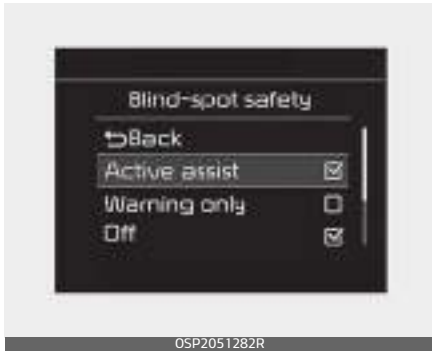 Blind-spot safety
Back
Active assist
Warning only
Off
OSP2051282R